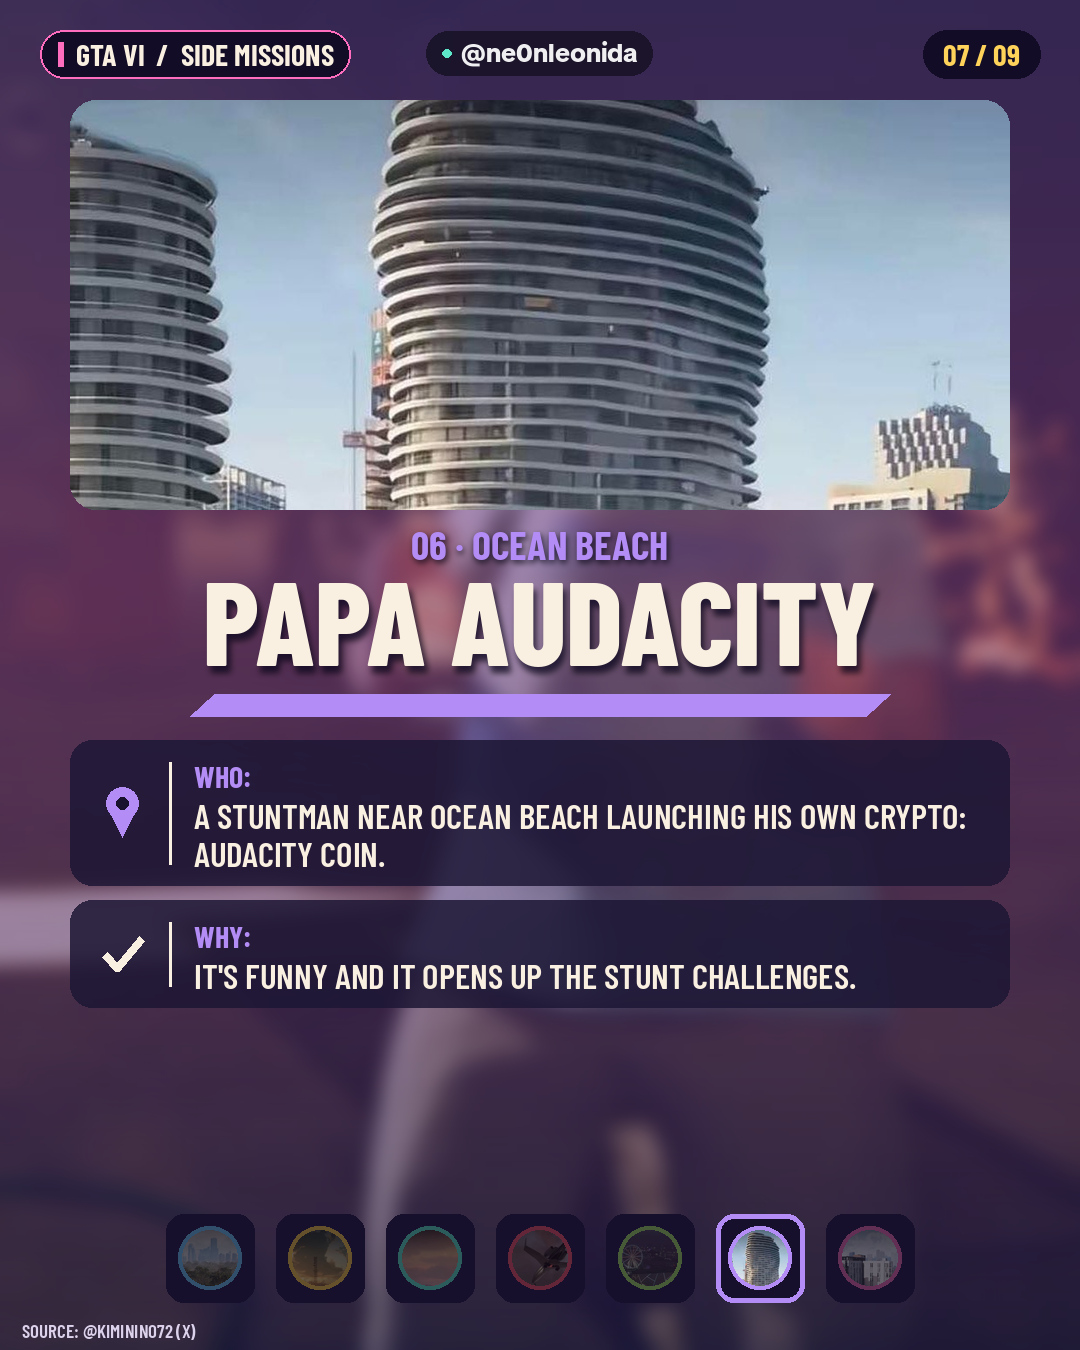 GTA VI / SIDE MISSIONS
@ne0nleonida
07 / 09
06 · OCEAN BEACH
PAPA AUDACITY
WHO:
A STUNTMAN NEAR OCEAN BEACH LAUNCHING HIS OWN CRYPTO:
AUDACITY COIN.
WHY:
IT'S FUNNY AND IT OPENS UP THE STUNT CHALLENGES.
SOURCE: @KIMININO72 (X)